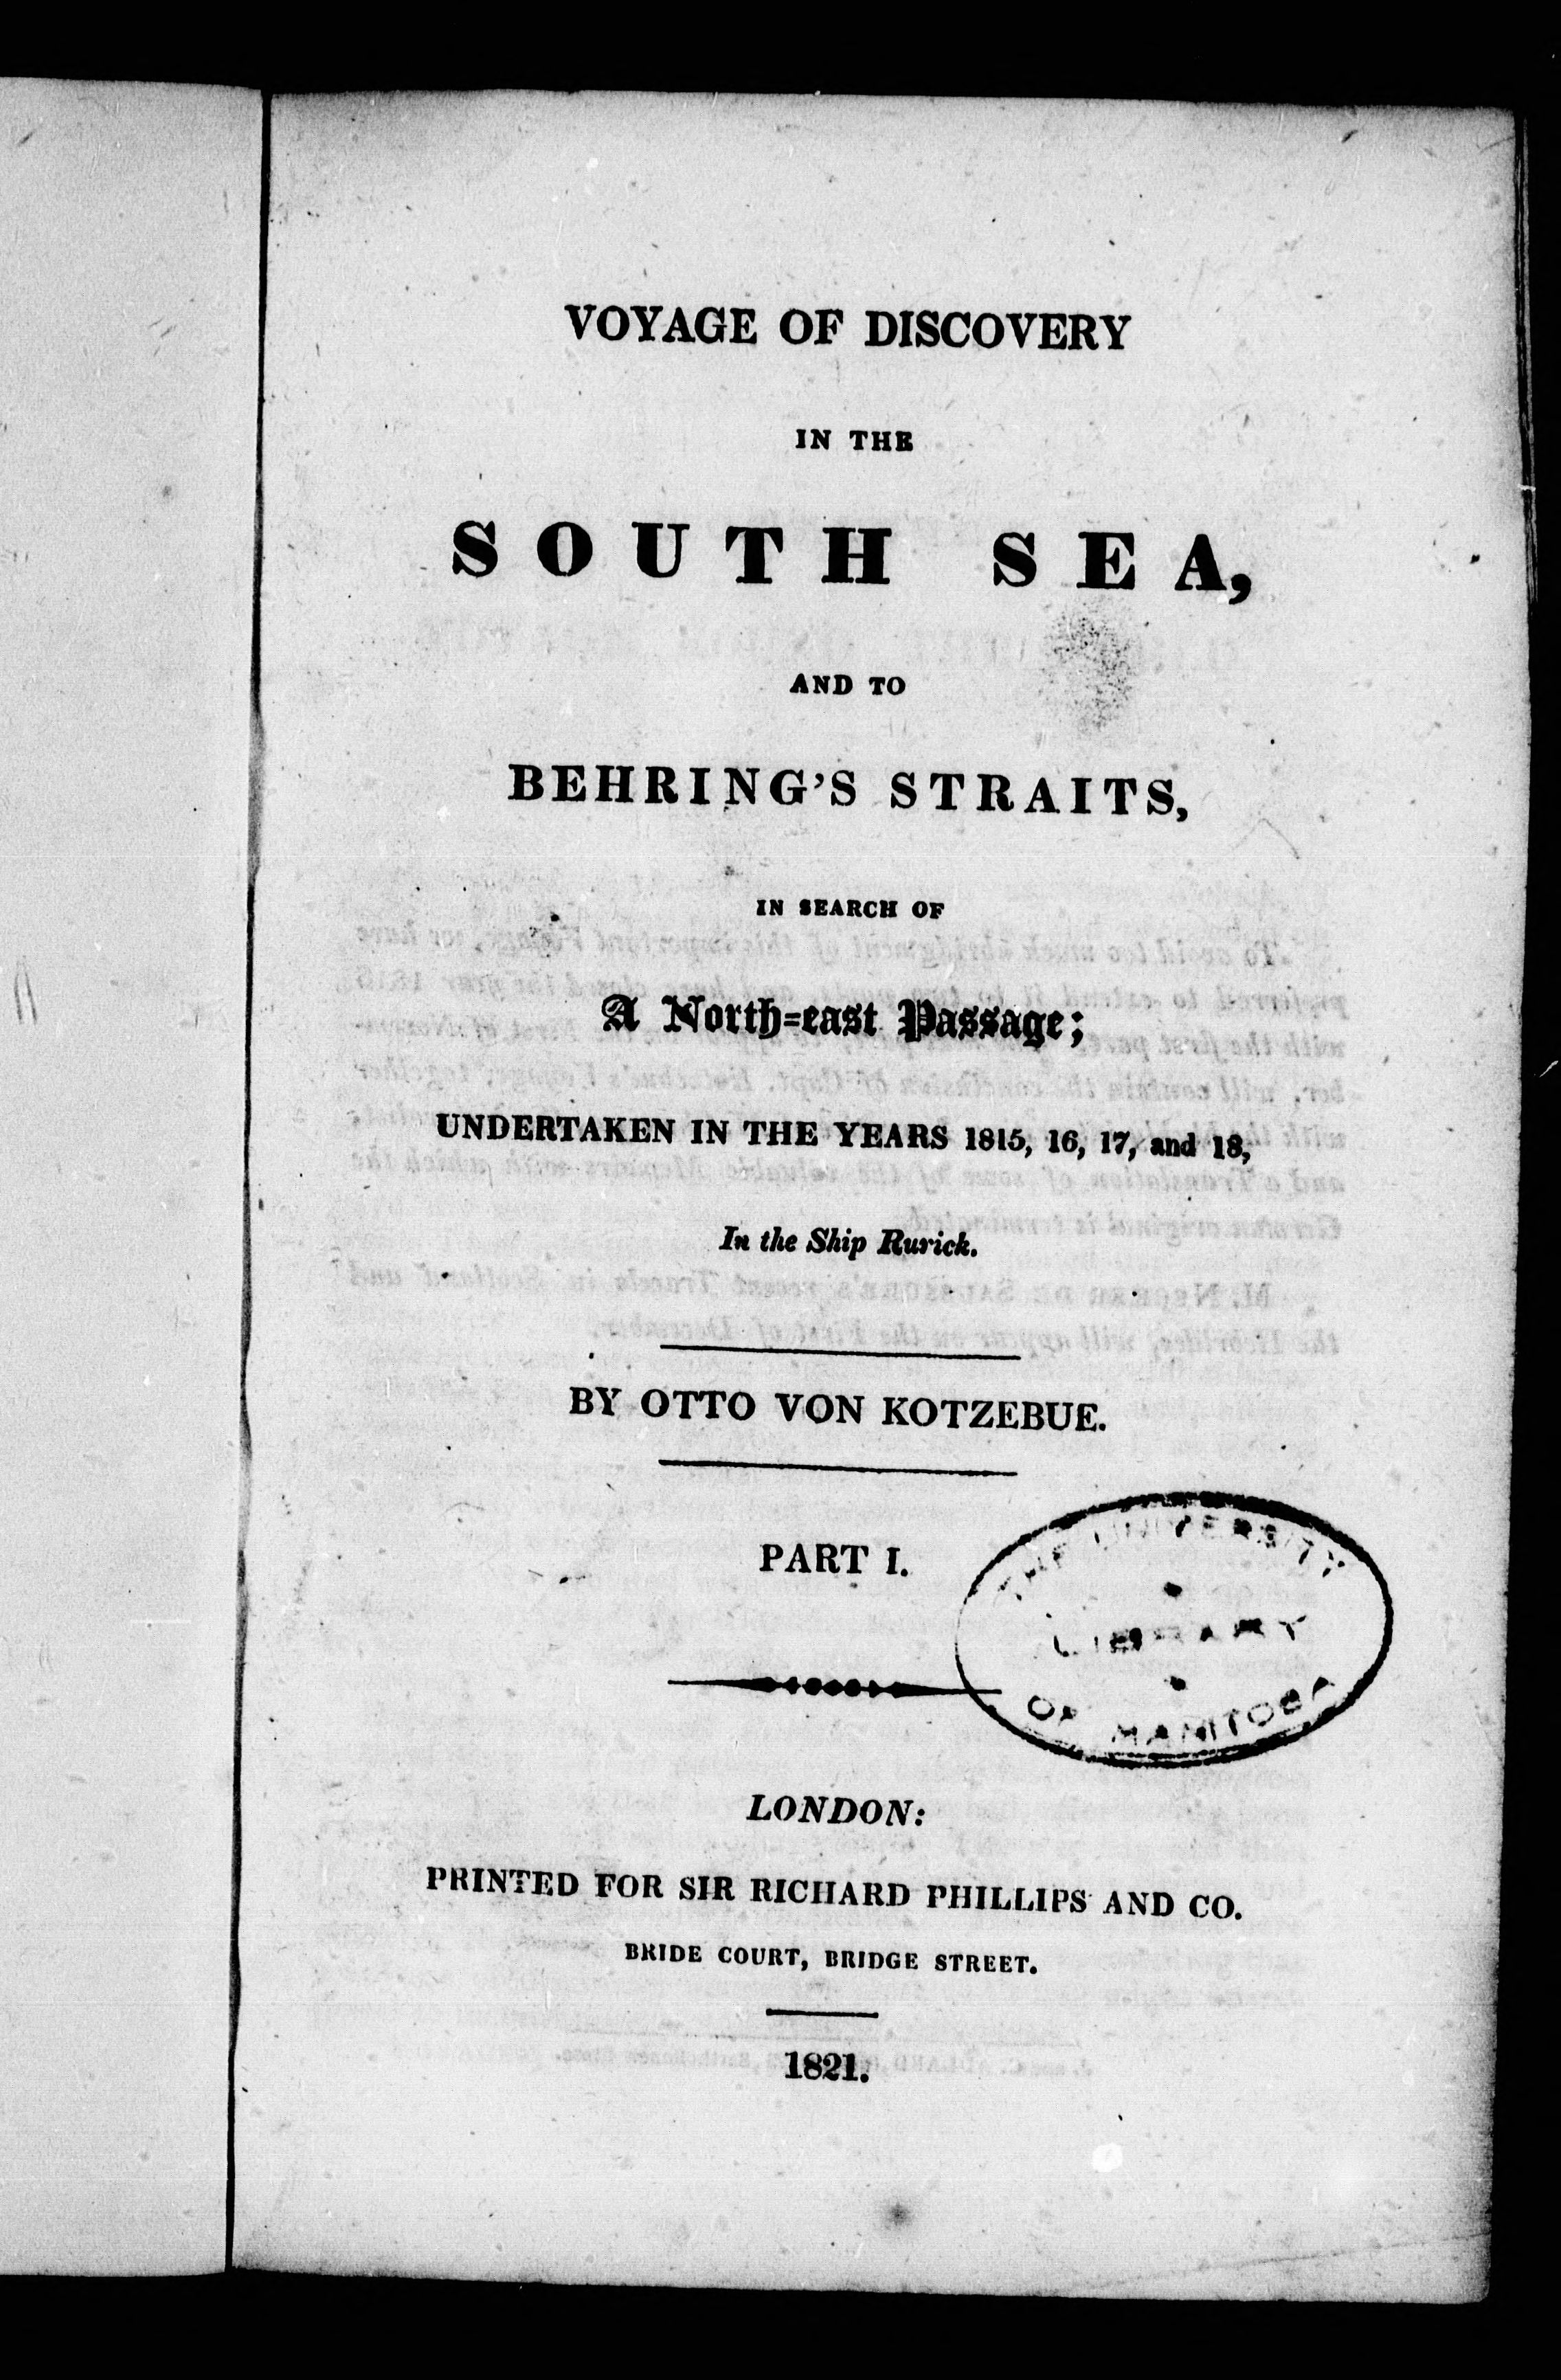 VOYAGE OF DISCOVERY
IN THE
SOUTH SEA,
AND TO
BEHRING'S STRAITS,
IN SEARCH OF
A North=east Passage;
UNDERTAKEN IN THE YEARS 1815, 16, 17, and 18,
In the Ship Rurick.
BY OTTO VON KOTZEBUE.
PART I.
THE UNIVERSITY
LIBRARY
OF MANITOBA
LONDON:
PRINTED FOR SIR RICHARD PHILLIPS AND CO.
BRIDE COURT, BRIDGE STREET.
1821.